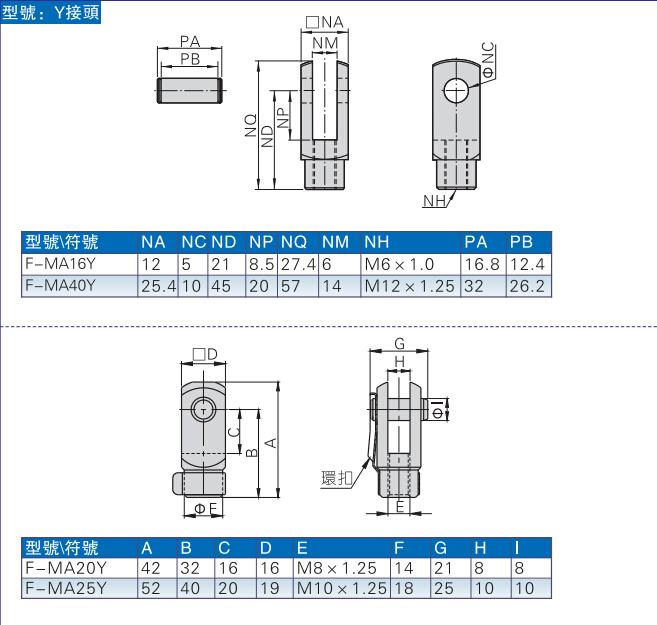 型號：Y接頭
□NA
PA
NM
PB
ΦNC
NQ
ND
NP
NH
型號\符號 NA NC ND NP NQ NM NH PA PB
F-MA16Y 12 5 21 8.5 27.4 6 M6×1.0 16.8 12.4
F-MA40Y 25.4 10 45 20 57 14 M12×1.25 32 26.2
G
□D
H
T
ΦI
C
B
A
環扣
ΦF
E
型號\符號 A B C D E F G H I
F-MA20Y 42 32 16 16 M8×1.25 14 21 8 8
F-MA25Y 52 40 20 19 M10×1.25 18 25 10 10